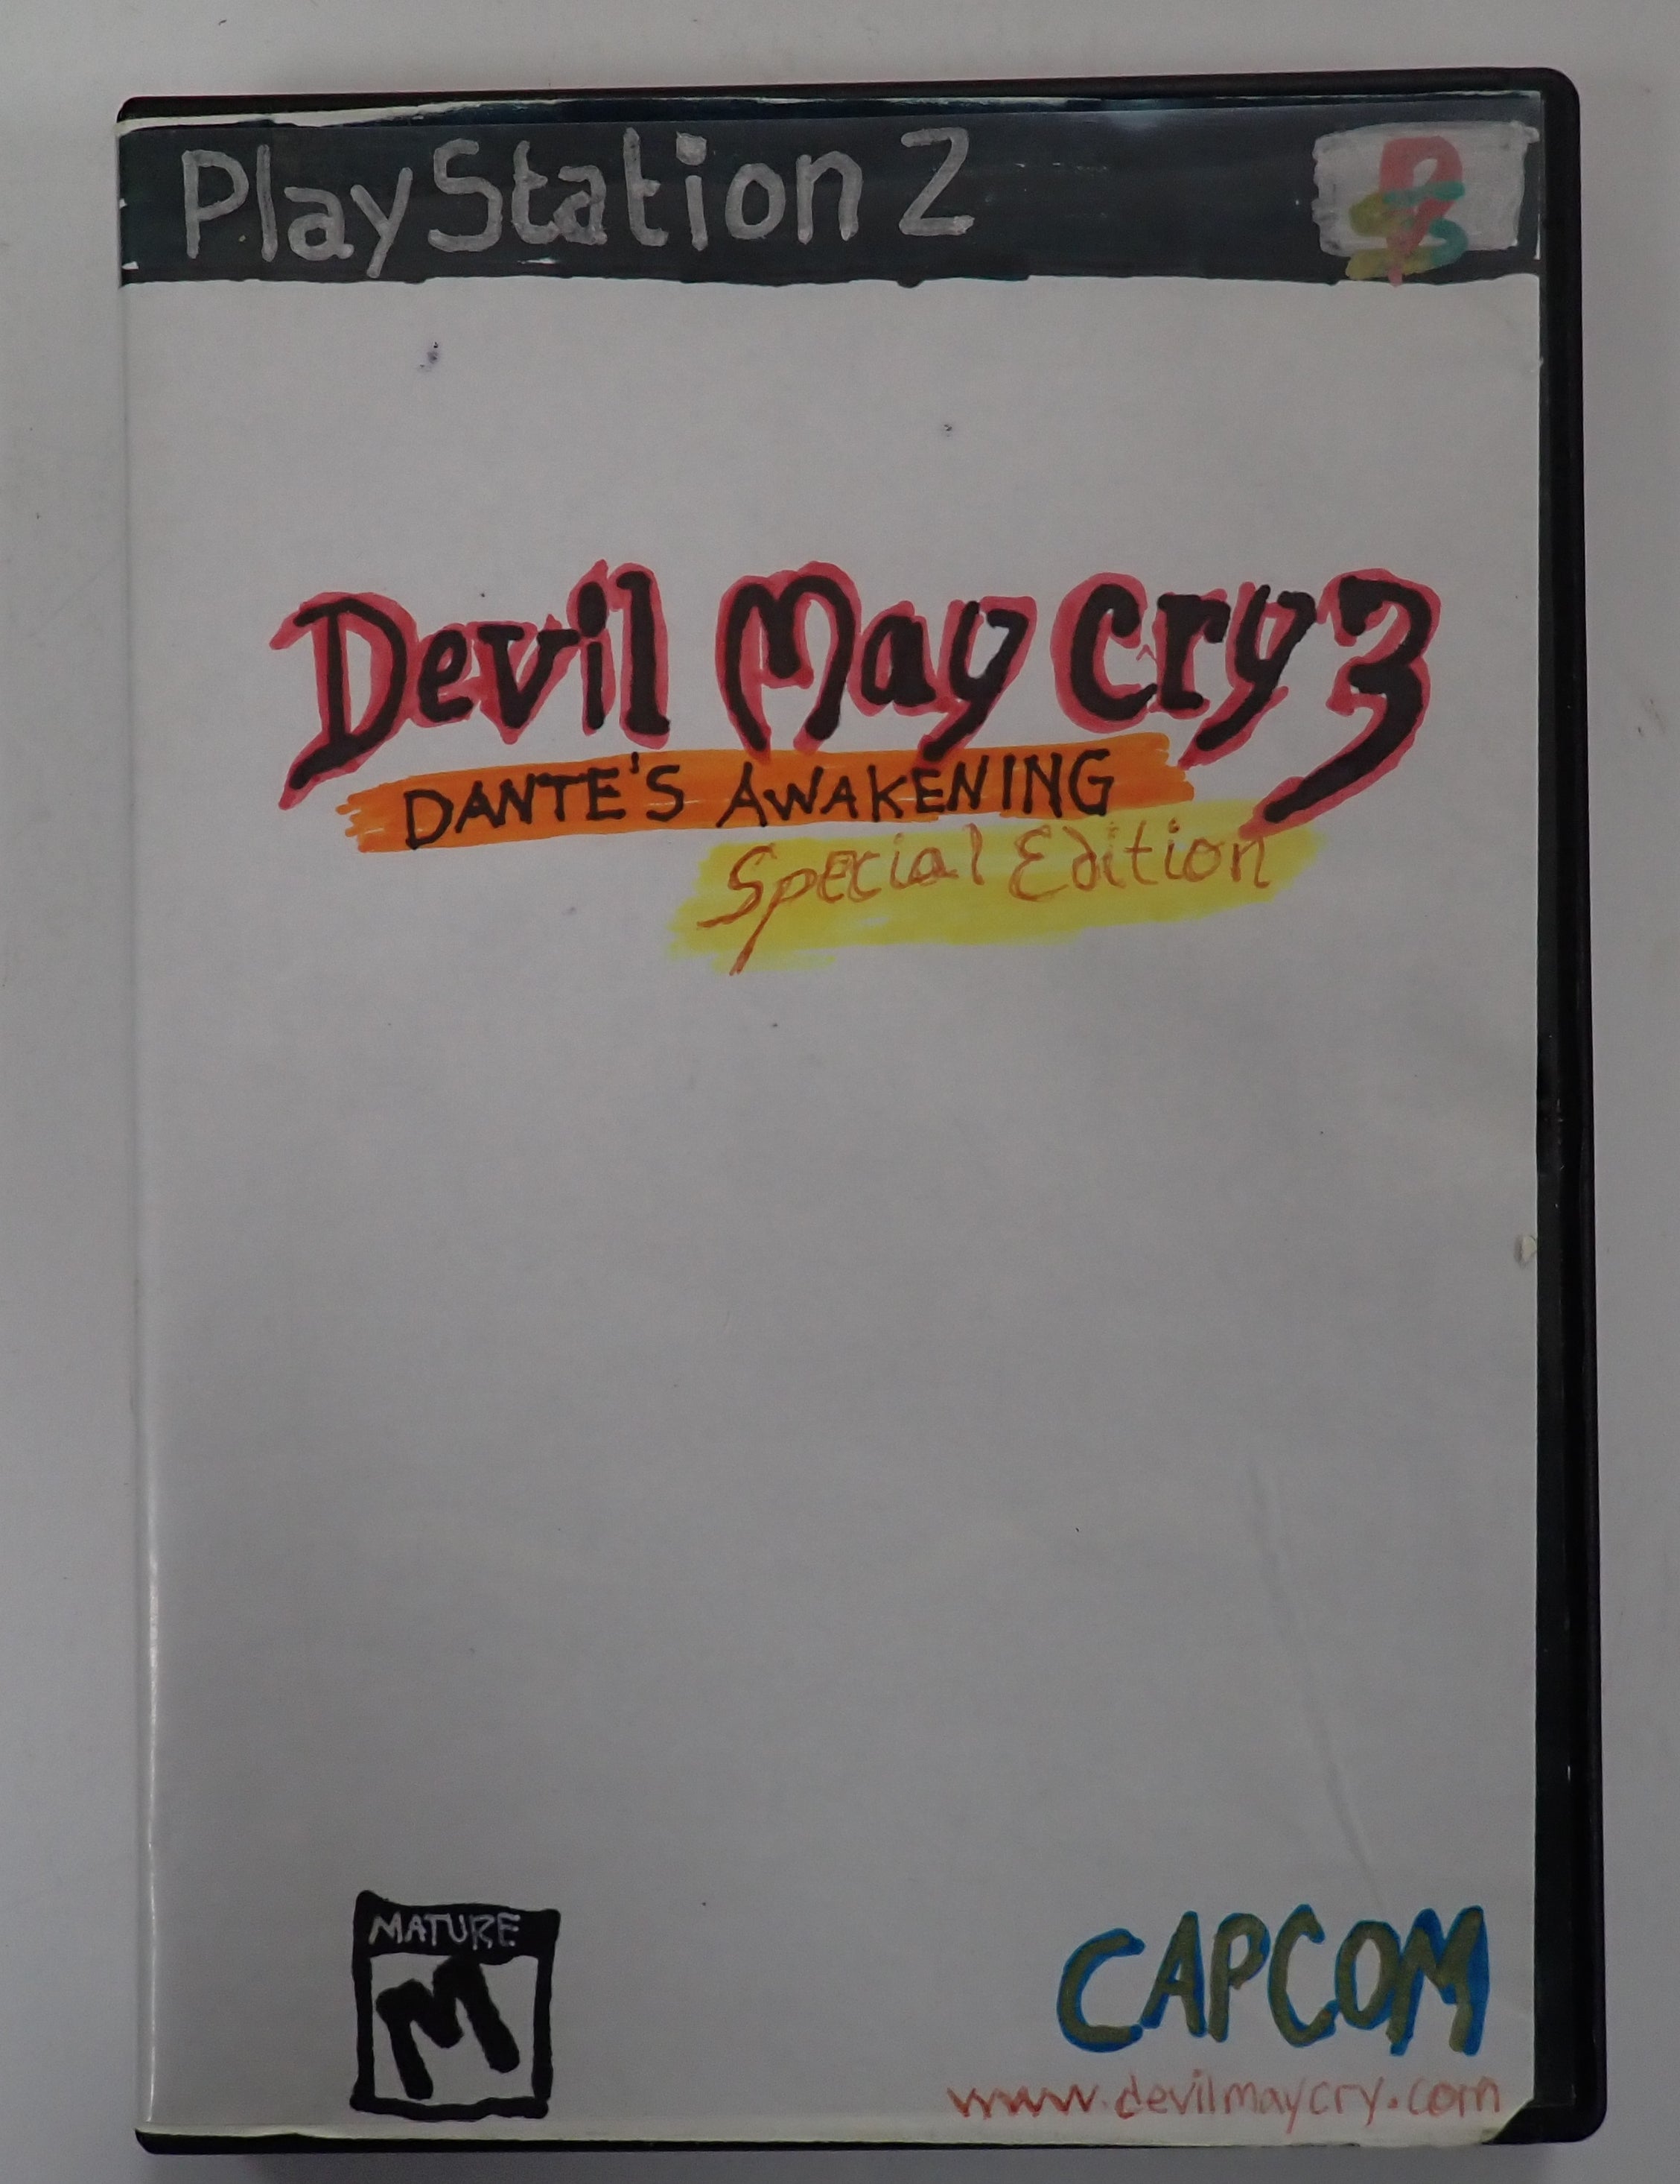 PlayStation 2
Devil May Cry 3
DANTE'S AWAKENING
Special Edition
MATURE
M
CAPCOM
www.devilmaycry.com